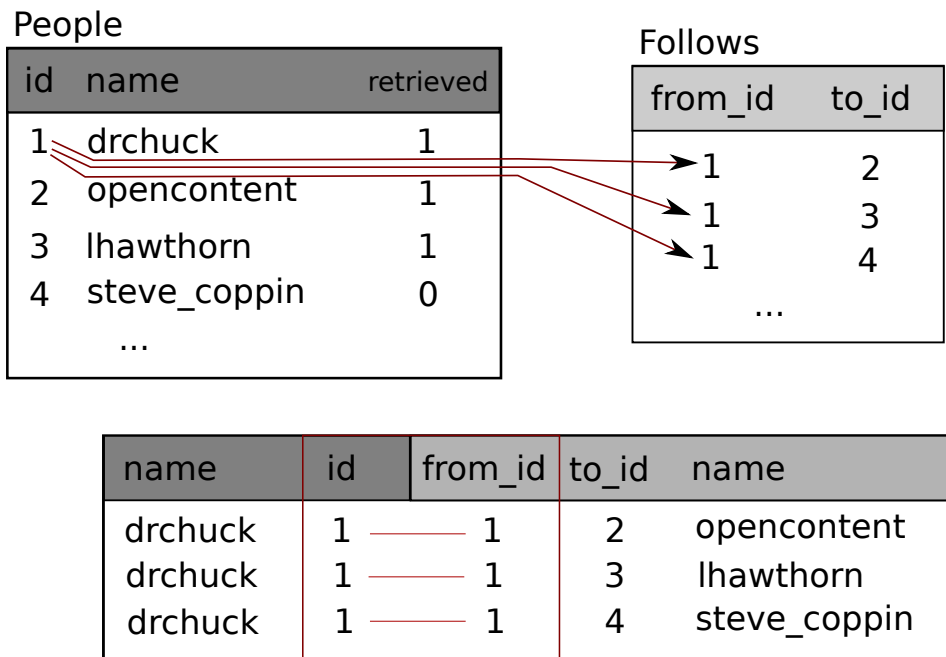 People
id name retrieved
1 drchuck 1
2 opencontent 1
3 lhawthorn 1
4 steve_coppin 0
...
Follows
from_id to_id
1 2
1 3
1 4
...
name id from_id to_id name
drchuck 1 1 2 opencontent
drchuck 1 1 3 lhawthorn
drchuck 1 1 4 steve_coppin